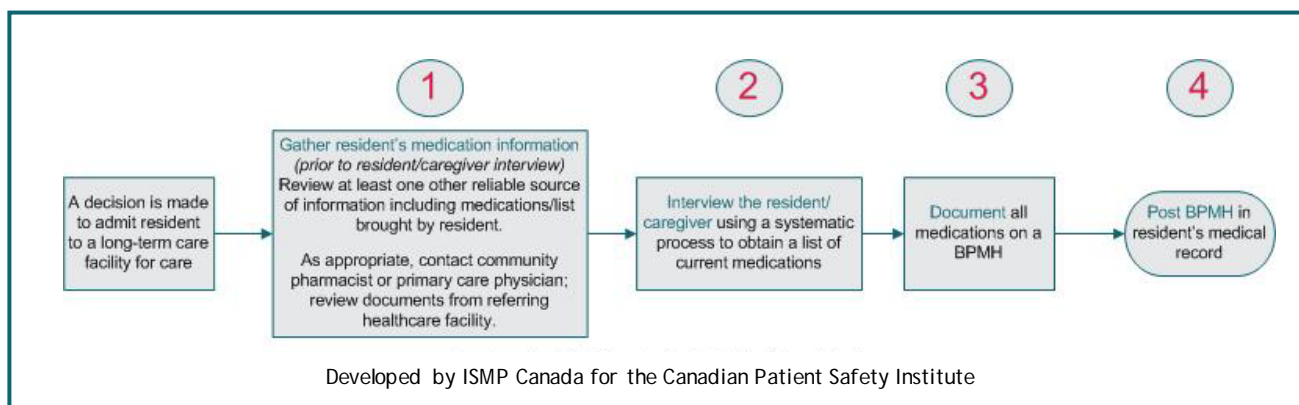 1
2
3
4
A decision is made
to admit resident
to a long-term care
facility for care
Gather resident's medication information
(prior to resident/caregiver interview)
Review at least one other reliable source
of information including medications/list
brought by resident.
As appropriate, contact community
pharmacist or primary care physician;
review documents from referring
healthcare facility.
Interview the resident/
caregiver using a systematic
process to obtain a list of
current medications
Document all
medications on a
BPMH
Post BPMH in
resident's medical
record
Developed by ISMP Canada for the Canadian Patient Safety Institute